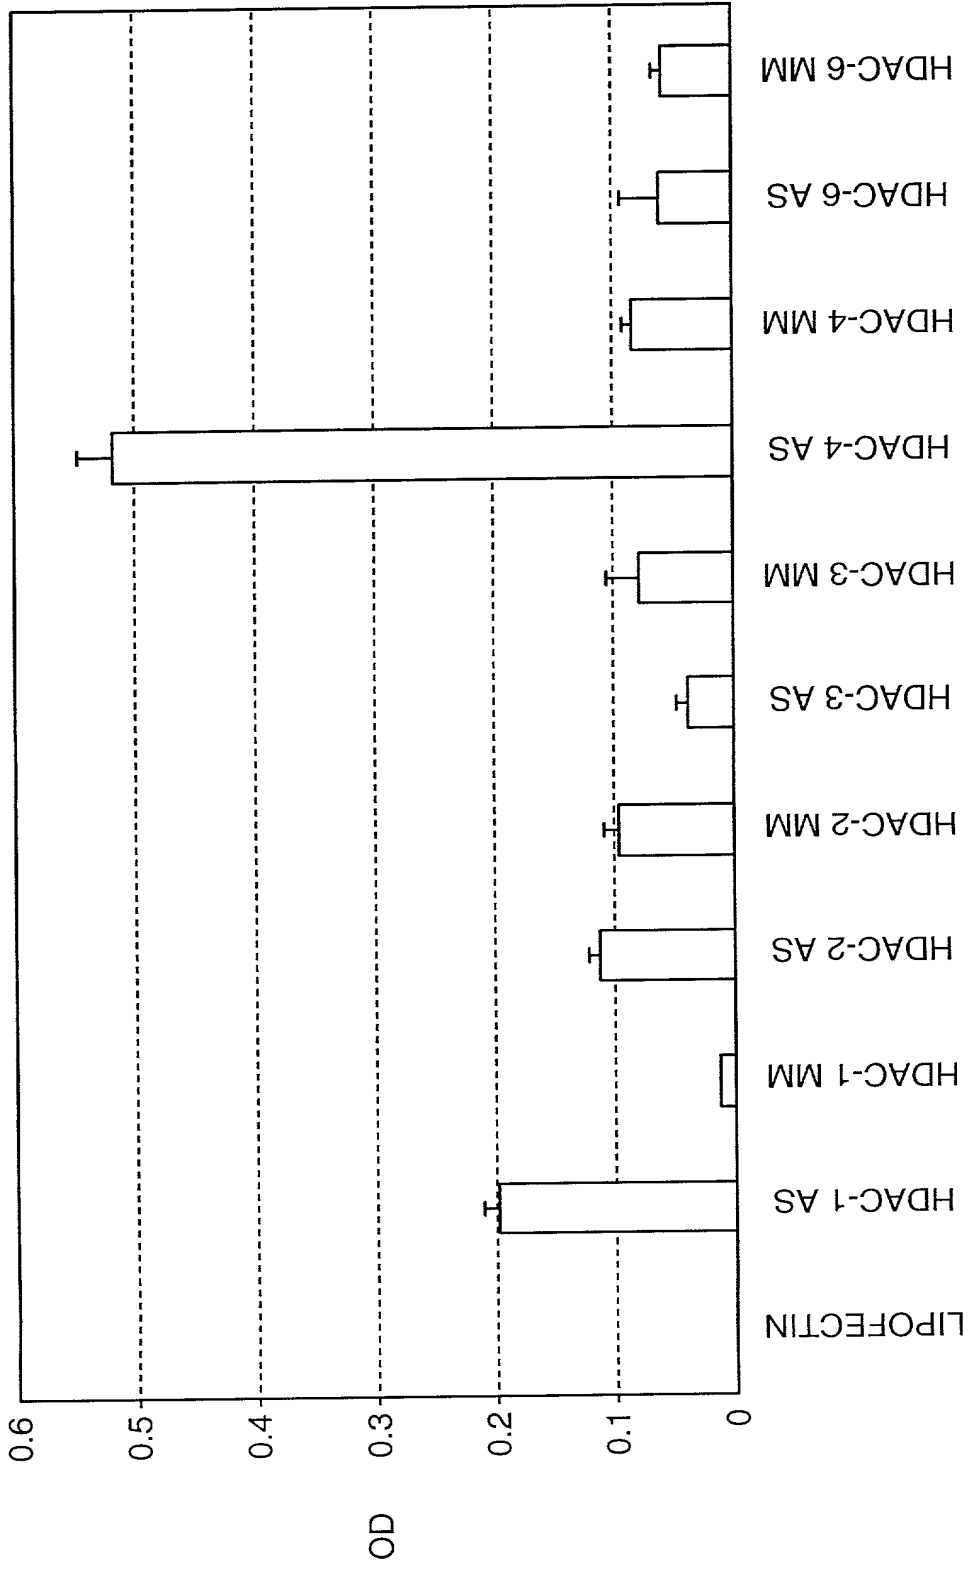 OD
0.6
0.5
0.4
0.3
0.2
0.1
0
LIPOFECTIN
HDAC-1 AS
HDAC-1 MM
HDAC-2 AS
HDAC-2 MM
HDAC-3 AS
HDAC-3 MM
HDAC-4 AS
HDAC-4 MM
HDAC-6 AS
HDAC-6 MM